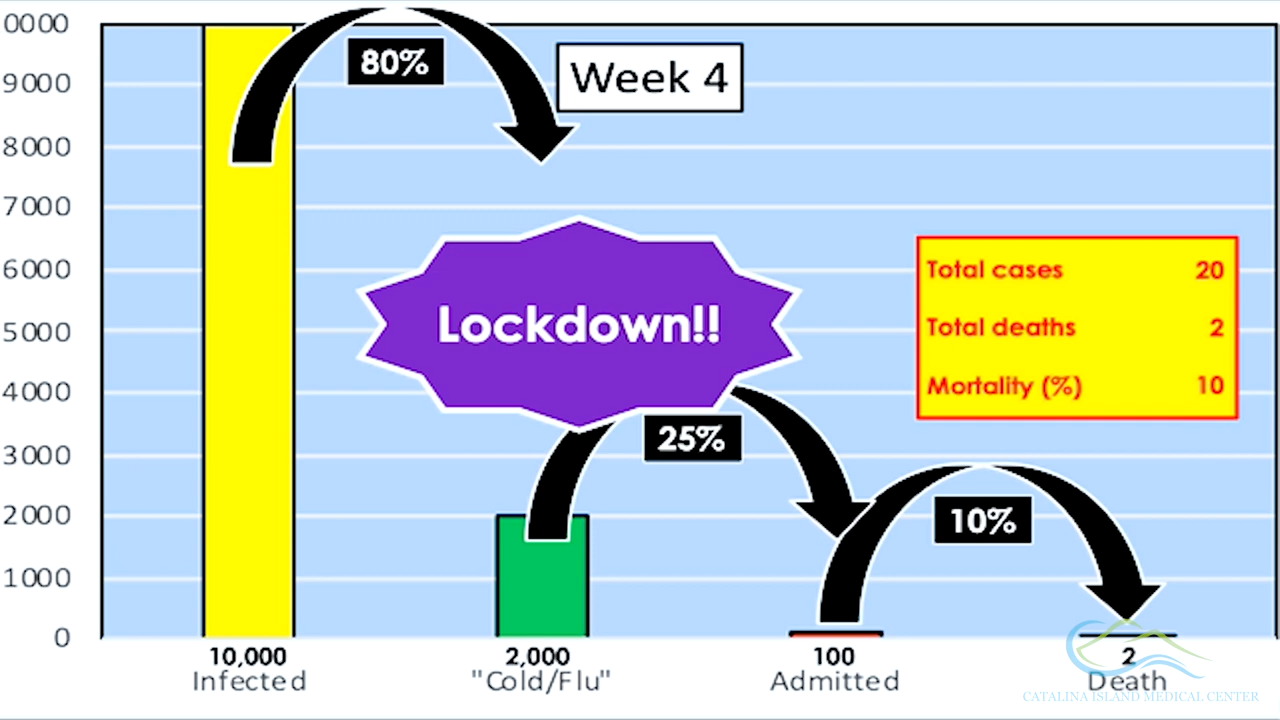 0000
80%
Week 4
9000
8000
7000
6000
5000
4000
3000
2000
1000
0
Lockdown!!
Total cases 20
Total deaths 2
Mortality (%) 10
25%
10%
10,000 2,000 100 2
Infected "Cold/Flu" Admitted Death
CATALINA ISLAND MEDICAL CENTER